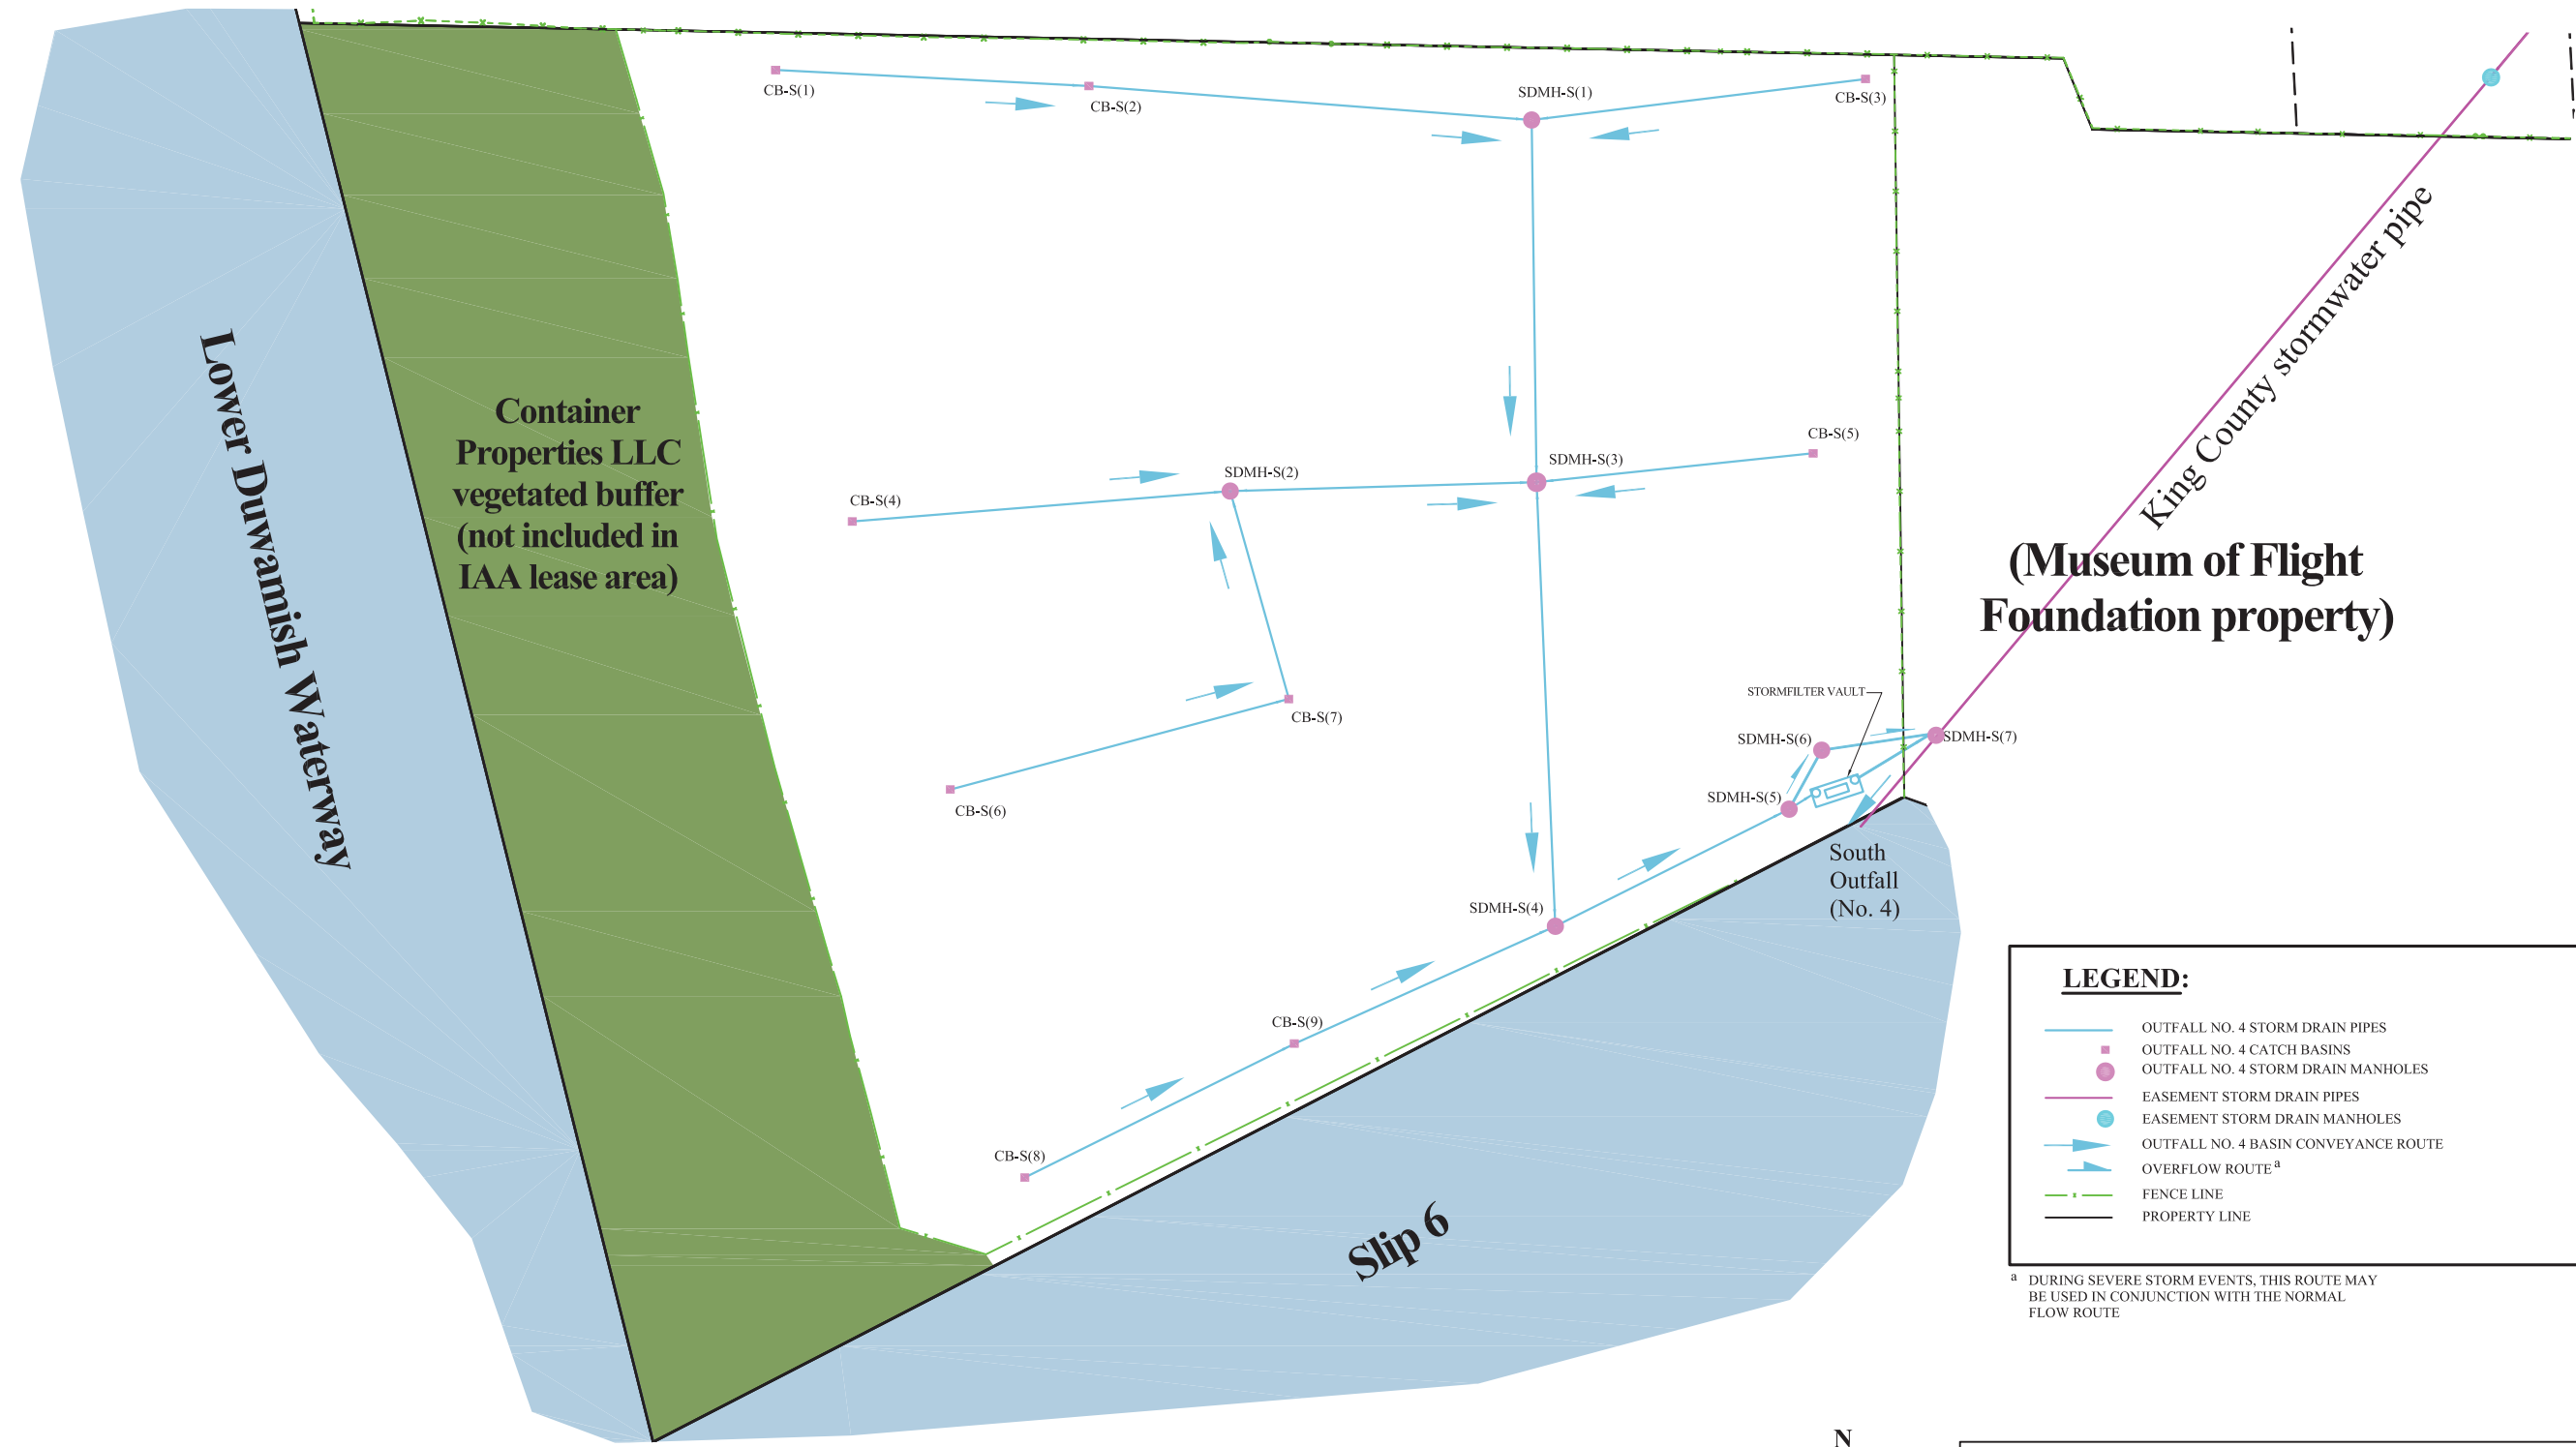 CB-S(1)
CB-S(2)
SDMH-S(1)
CB-S(3)
King County stormwater pipe
Lower Duwamish Waterway
Container
Properties LLC
vegetated buffer
(not included in
IAA lease area)
CB-S(4)
SDMH-S(2)
SDMH-S(3)
CB-S(5)
(Museum of Flight
Foundation property)
CB-S(7)
CB-S(6)
STORMFILTER VAULT
SDMH-S(6)
SDMH-S(7)
SDMH-S(5)
South
Outfall
(No. 4)
SDMH-S(4)
CB-S(9)
CB-S(8)
Slip 6
LEGEND:
OUTFALL NO. 4 STORM DRAIN PIPES
OUTFALL NO. 4 CATCH BASINS
OUTFALL NO. 4 STORM DRAIN MANHOLES
EASEMENT STORM DRAIN PIPES
EASEMENT STORM DRAIN MANHOLES
OUTFALL NO. 4 BASIN CONVEYANCE ROUTE
OVERFLOW ROUTE a
FENCE LINE
PROPERTY LINE
a DURING SEVERE STORM EVENTS, THIS ROUTE MAY
BE USED IN CONJUNCTION WITH THE NORMAL
FLOW ROUTE
N